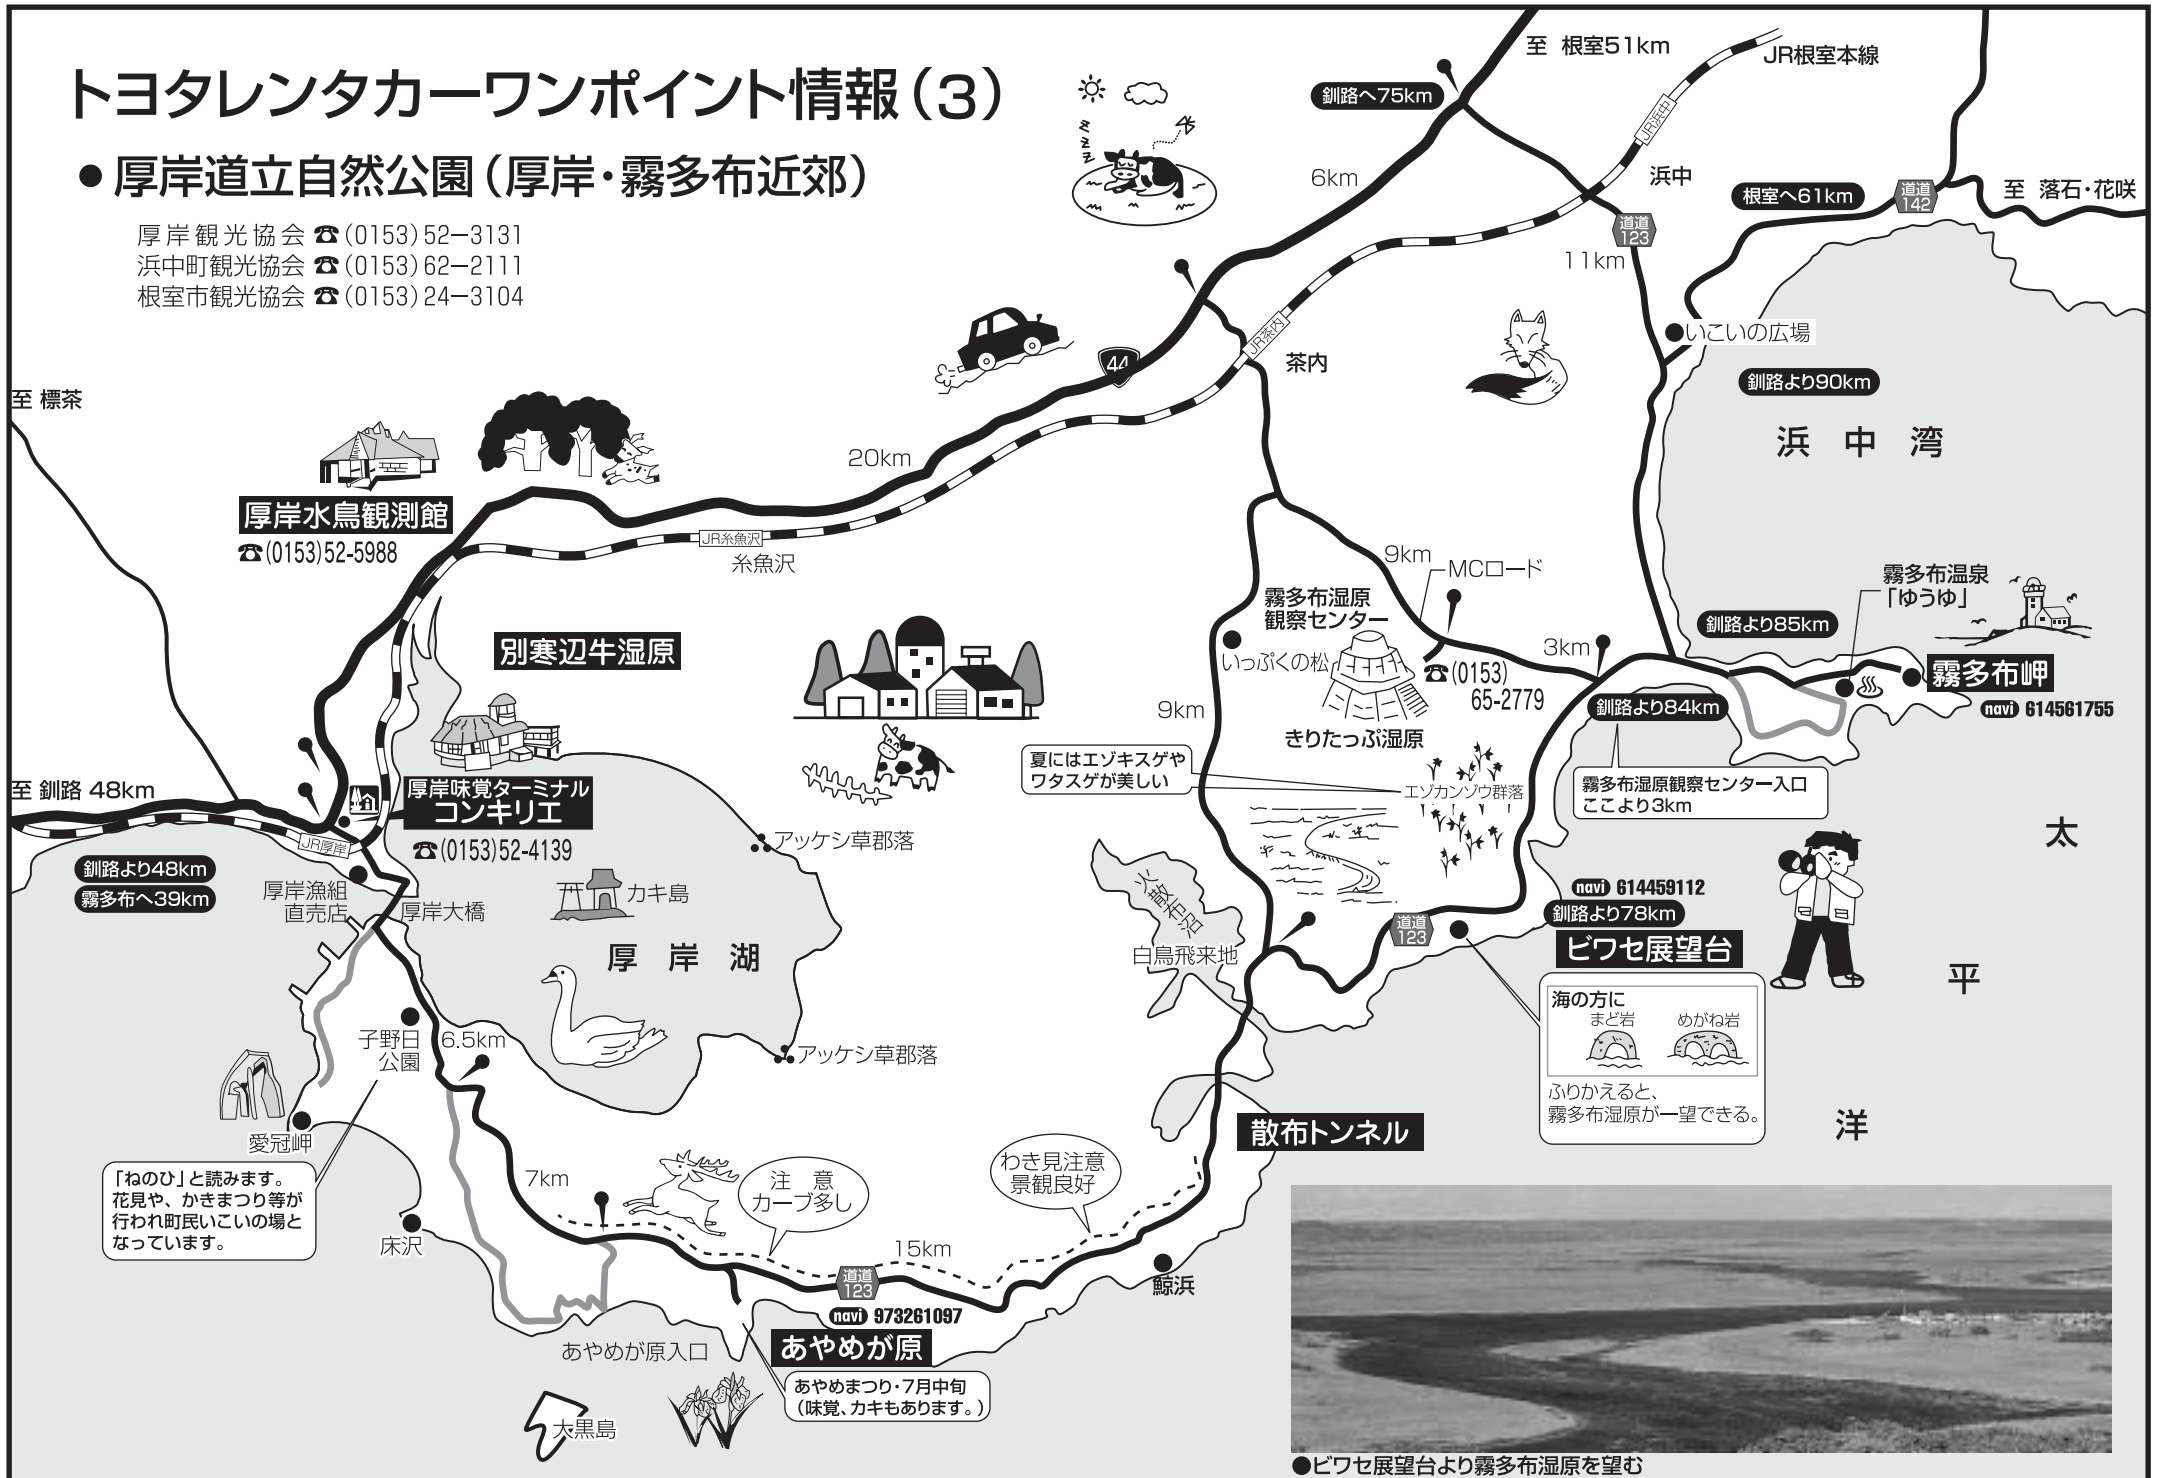 トヨタレンタカーワンポイント情報（3）
●厚岸道立自然公園（厚岸・霧多布近郊）
厚岸観光協会 ☎（0153）52−3131
浜中町観光協会 ☎（0153）62−2111
根室市観光協会 ☎（0153）24−3104
至 根室51km
JR根室本線
釧路へ75km
JR浜中
浜中
6km
道道
123
11km
根室へ61km
道道
142
至 落石・花咲
いこいの広場
釧路より90km
浜中湾
44
JR茶内
茶内
20km
至 標茶
厚岸水鳥観測館
☎(0153)52-5988
JR糸魚沢
糸魚沢
別寒辺牛湿原
9km
MCロード
霧多布湿原
観察センター
いっぷくの松
☎(0153)
65-2779
3km
きりたっぷ湿原
9km
霧多布温泉
「ゆうゆ」
釧路より85km
霧多布岬
navi 614561755
釧路より84km
霧多布湿原観察センター入口
ここより3km
夏にはエゾキスゲや
ワタスゲが美しい
エゾカンゾウ群落
至 釧路 48km
厚岸味覚ターミナル
コンキリエ
☎(0153)52-4139
JR厚岸
釧路より48km
霧多布へ39km
厚岸漁組
直売店
厚岸大橋
カキ島
厚岸湖
アッケシ草郡落
アッケシ草郡落
火散布沼
白鳥飛来地
道道
123
navi 614459112
釧路より78km
ビワセ展望台
海の方に
まど岩
めがね岩
ふりかえると、
霧多布湿原が一望できる。
太平洋
子野日
公園
6.5km
愛冠岬
「ねのひ」と読みます。
花見や、かきまつり等が
行われ町民いこいの場と
なっています。
床沢
7km
注　意
カーブ多し
わき見注意
景観良好
散布トンネル
15km
道道
123
鯨浜
navi 973261097
あやめが原
あやめが原入口
あやめまつり・7月中旬
（味覚、カキもあります。）
大黒島
●ビワセ展望台より霧多布湿原を望む